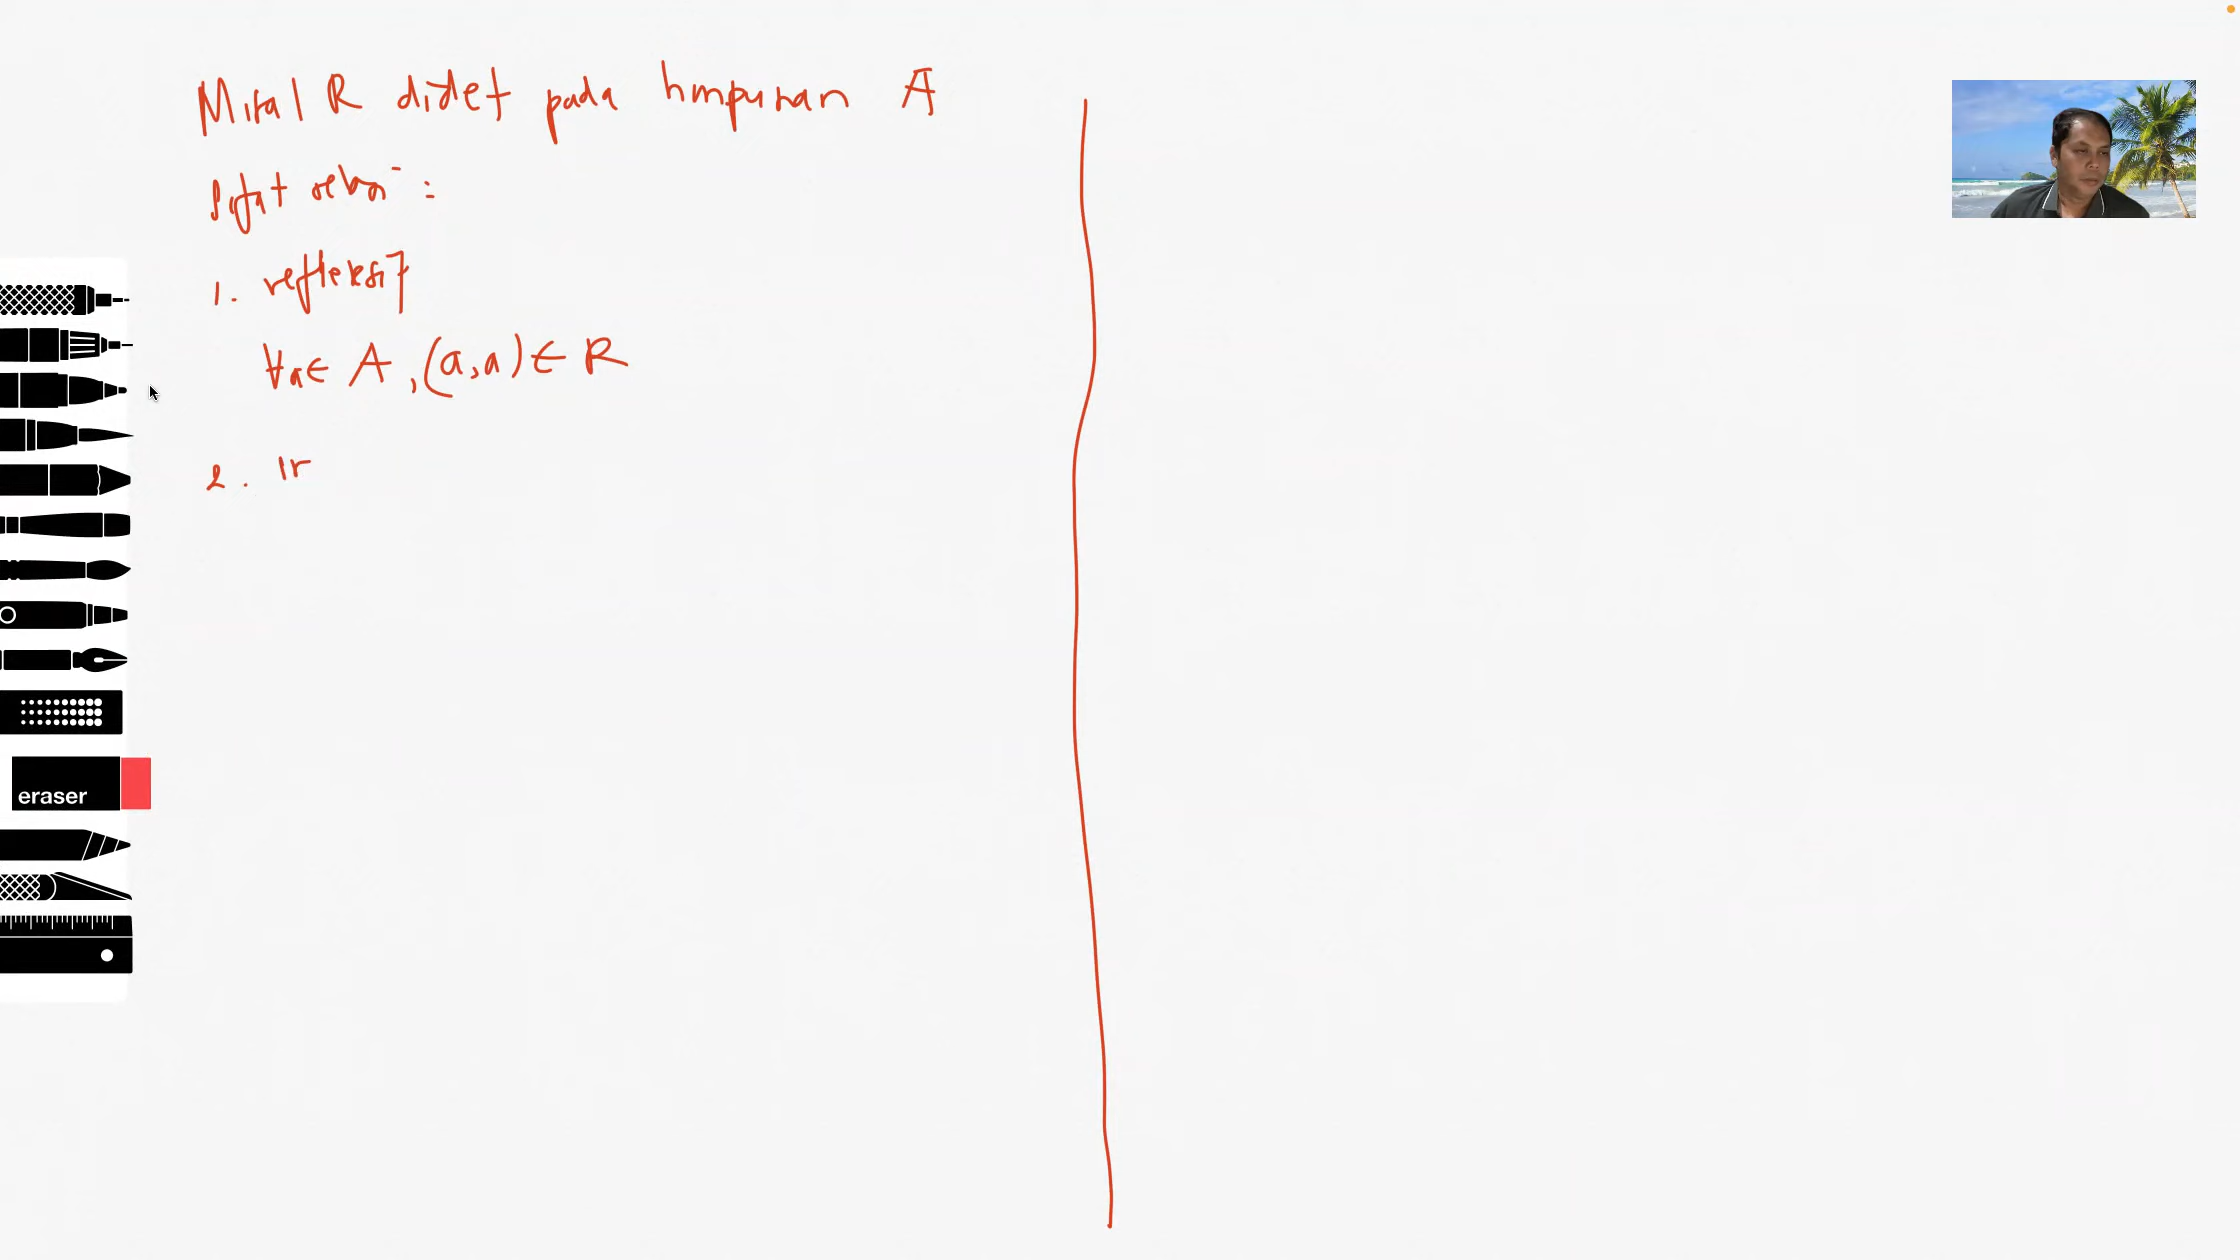 Misal R didef pada himpunan A
Sifat relasi :
1. refleksif
∀a∈ A ,(a,a) ∈ R
2. Ir
eraser